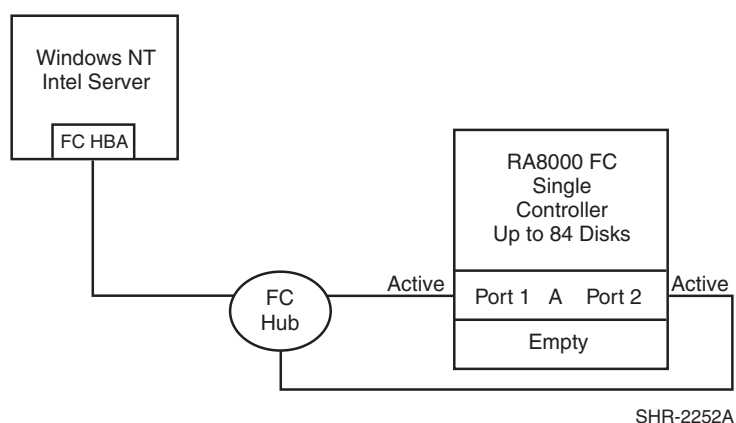 Windows NT
Intel Server
FC HBA
RA8000 FC
Single
Controller
Up to 84 Disks
Active
Port 1 A Port 2
Active
FC
Hub
Empty
SHR-2252A